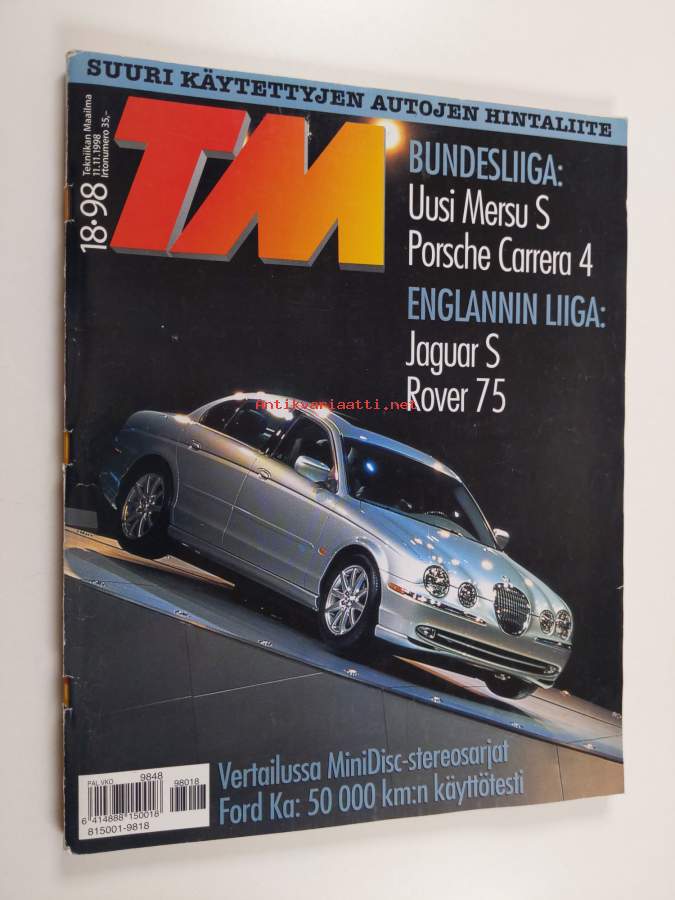 SUURI KÄYTETTYJEN AUTOJEN HINTALIITE
18•98
Tekniikan Maailma
11.11.1998
Irtonumero 35,–
TM
BUNDESLIIGA:
Uusi Mersu S
Porsche Carrera 4
ENGLANNIN LIIGA:
Jaguar S
Rover 75
Antikvariaatti.net
Vertailussa MiniDisc-stereosarjat
Ford Ka: 50 000 km:n käyttötesti
PAL.VKO 9848
98018
6 414888 150018
815001-9818